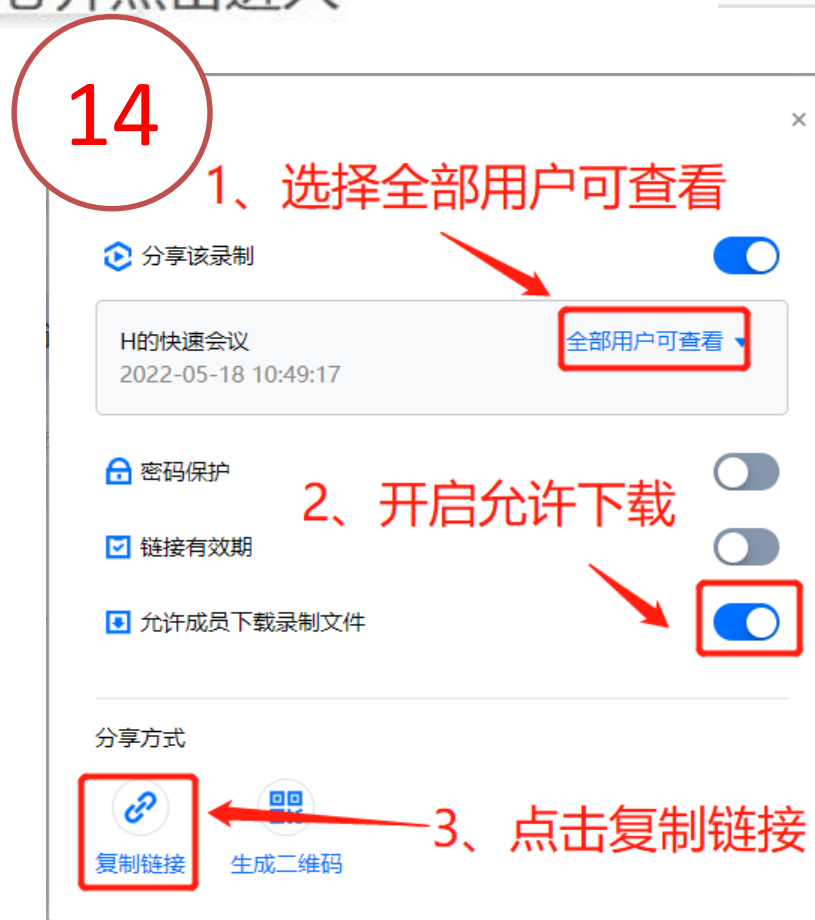 14
1、选择全部用户可查看
分享该录制
H的快速会议
全部用户可查看
2022-05-18 10:49:17
密码保护
2、开启允许下载
链接有效期
允许成员下载录制文件
分享方式
3、点击复制链接
复制链接
生成二维码